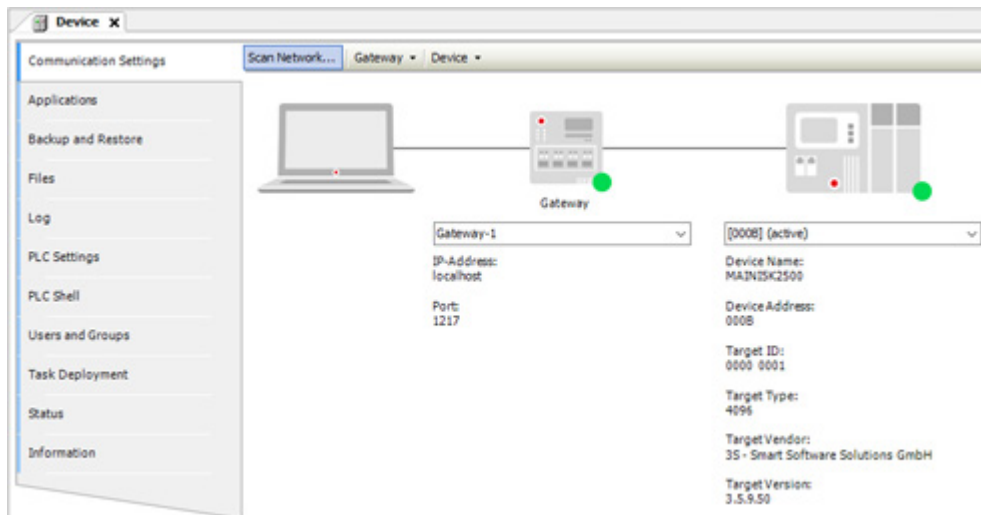 Device
Communication Settings
Applications
Backup and Restore
Files
Log
PLC Settings
PLC Shell
Users and Groups
Task Deployment
Status
Information
Scan Network... Gateway Device
Gateway
Gateway-1
IP-Address:
localhost
Port:
1217
[000B] (active)
Device Name:
MAINISK2500
Device Address:
000B
Target ID:
0000 0001
Target Type:
4096
Target Vendor:
3S - Smart Software Solutions GmbH
Target Version:
3.5.9.50